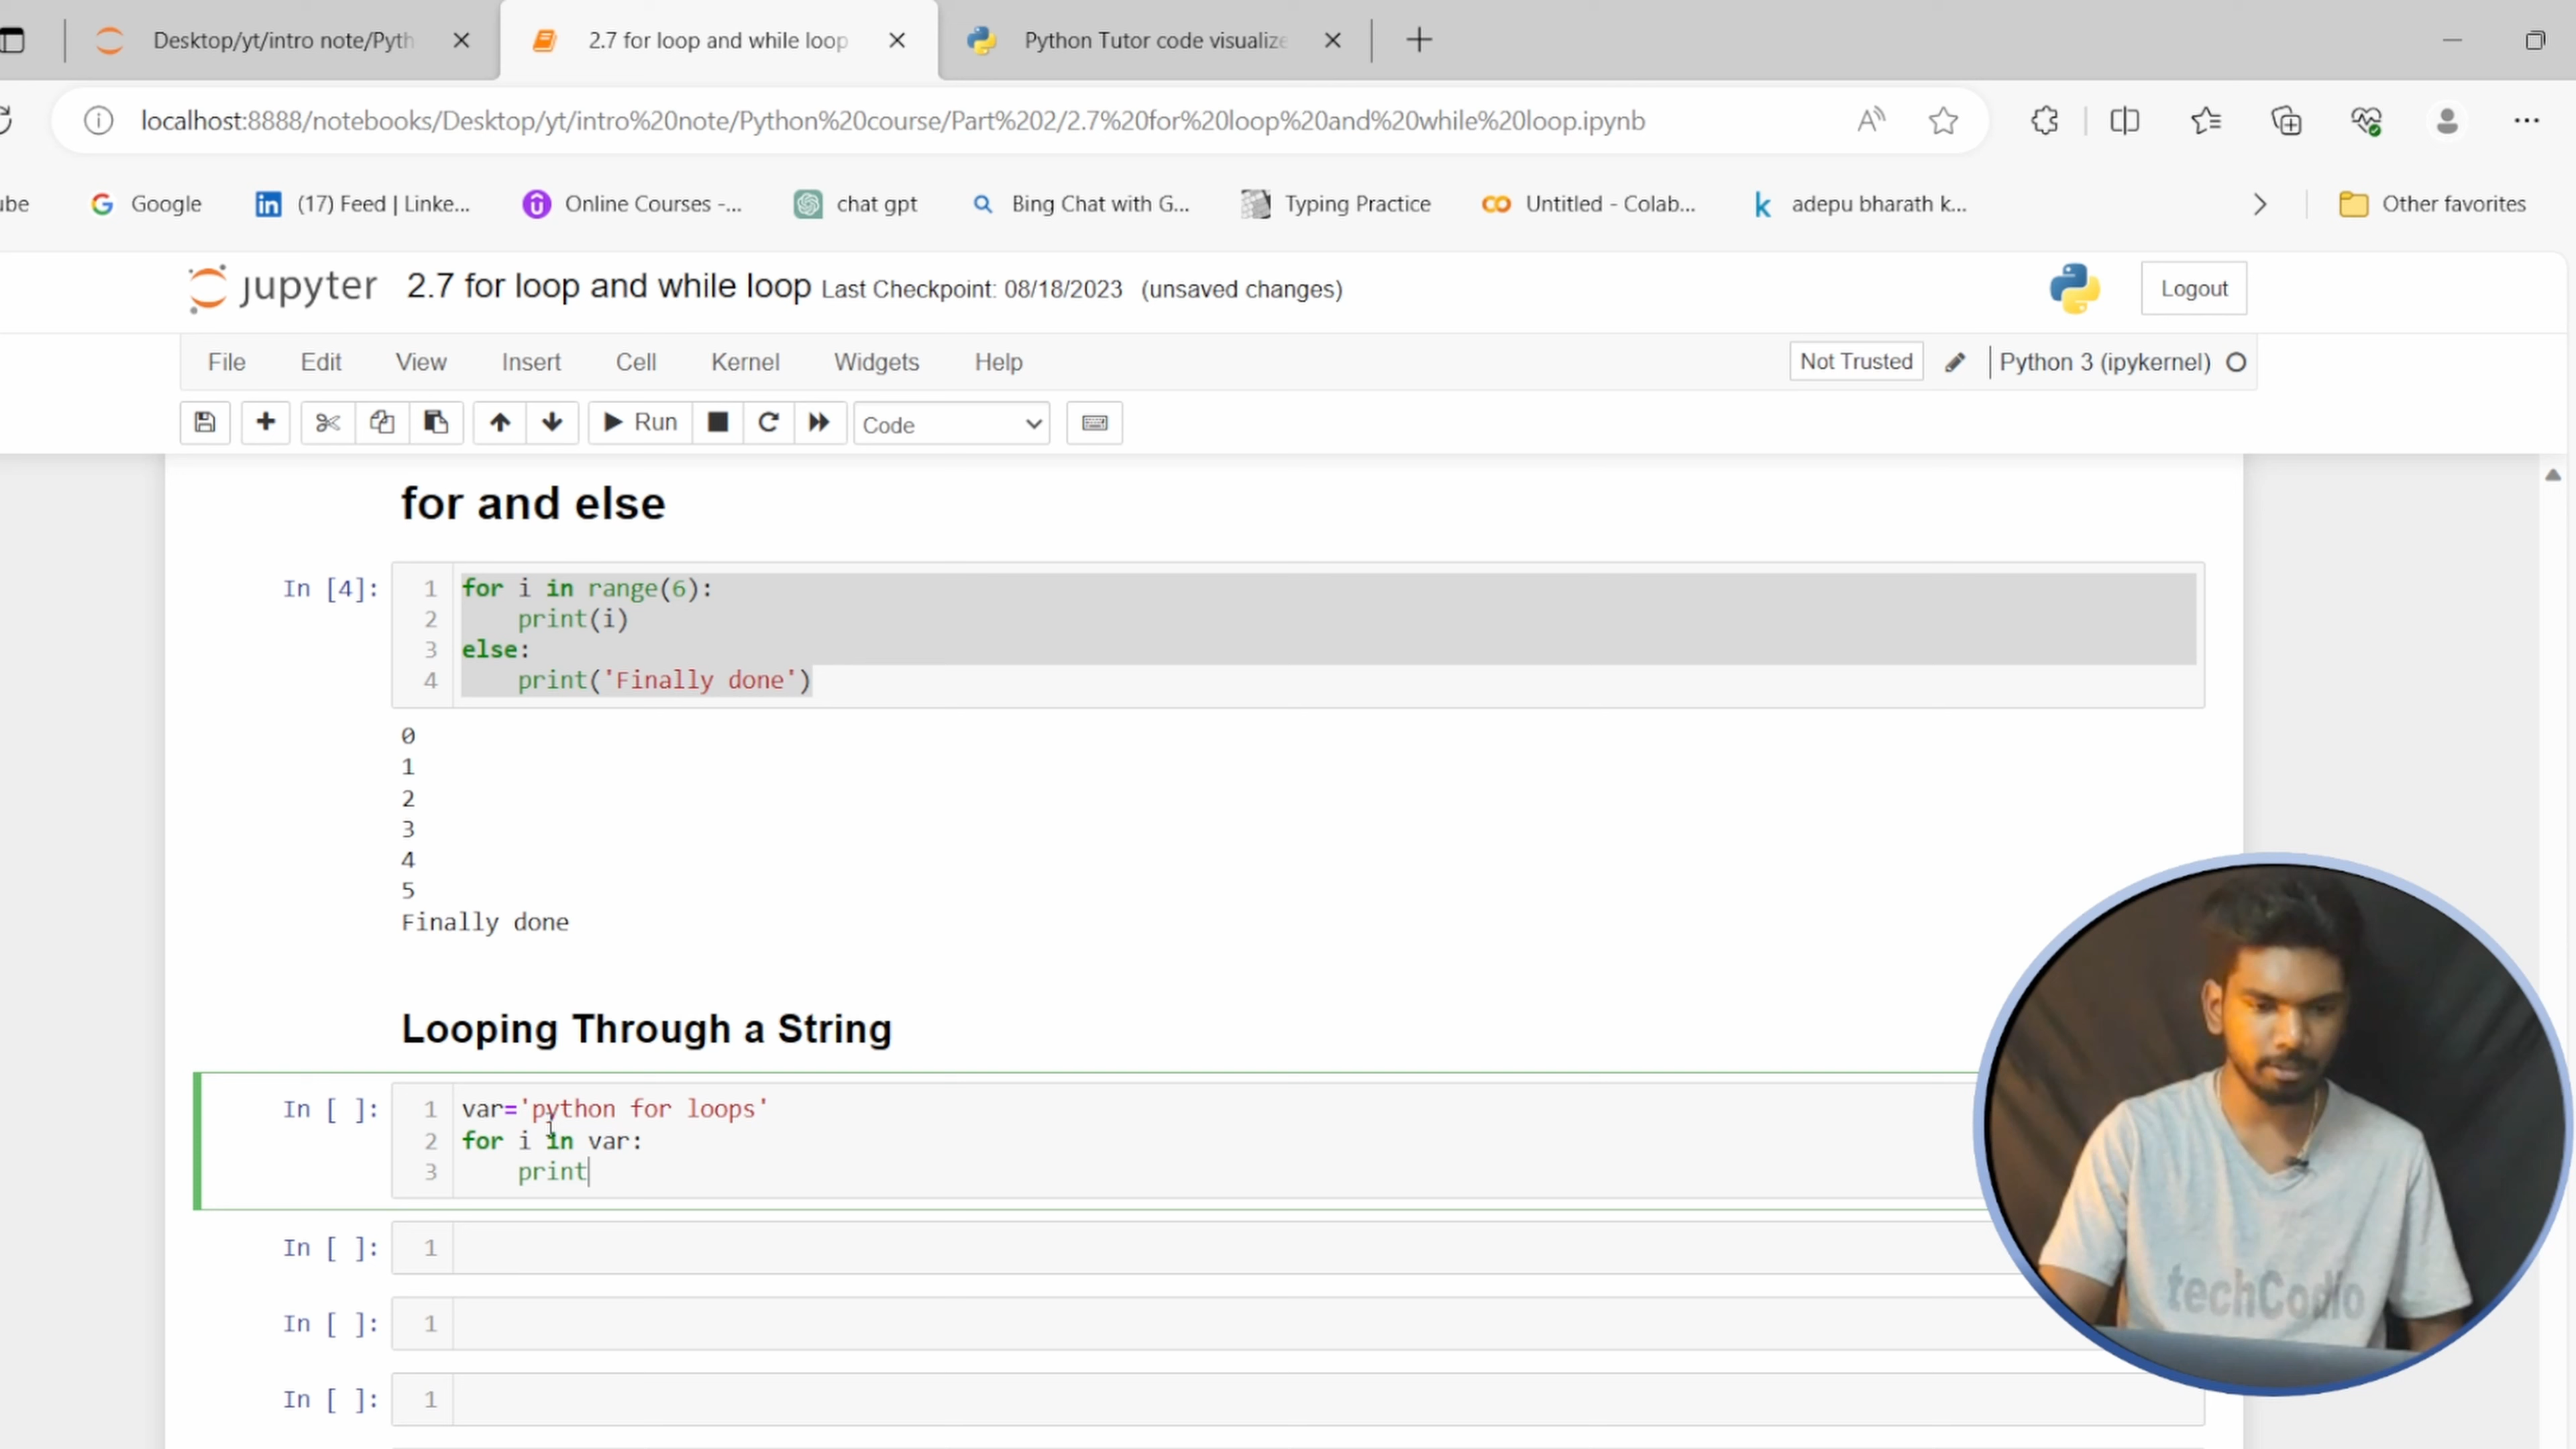 Desktop/yt/intro note/Pyth
2.7 for loop and while loop
Python Tutor code visualize
localhost:8888/notebooks/Desktop/yt/intro%20note/Python%20course/Part%202/2.7%20for%20loop%20and%20while%20loop.ipynb
ube
Google
(17) Feed | Linke...
Online Courses -...
chat gpt
Bing Chat with G...
Typing Practice
Untitled - Colab...
adepu bharath k...
Other favorites
jupyter 2.7 for loop and while loop Last Checkpoint: 08/18/2023 (unsaved changes)
Logout
File Edit View Insert Cell Kernel Widgets Help
Not Trusted
Python 3 (ipykernel)
Run
Code
for and else
In [4]:
1 for i in range(6):
2     print(i)
3 else:
4     print('Finally done')
0
1
2
3
4
5
Finally done
Looping Through a String
In [ ]:
1 var='python for loops'
2 for i in var:
3     print
In [ ]: 1
In [ ]: 1
In [ ]: 1
techCodio